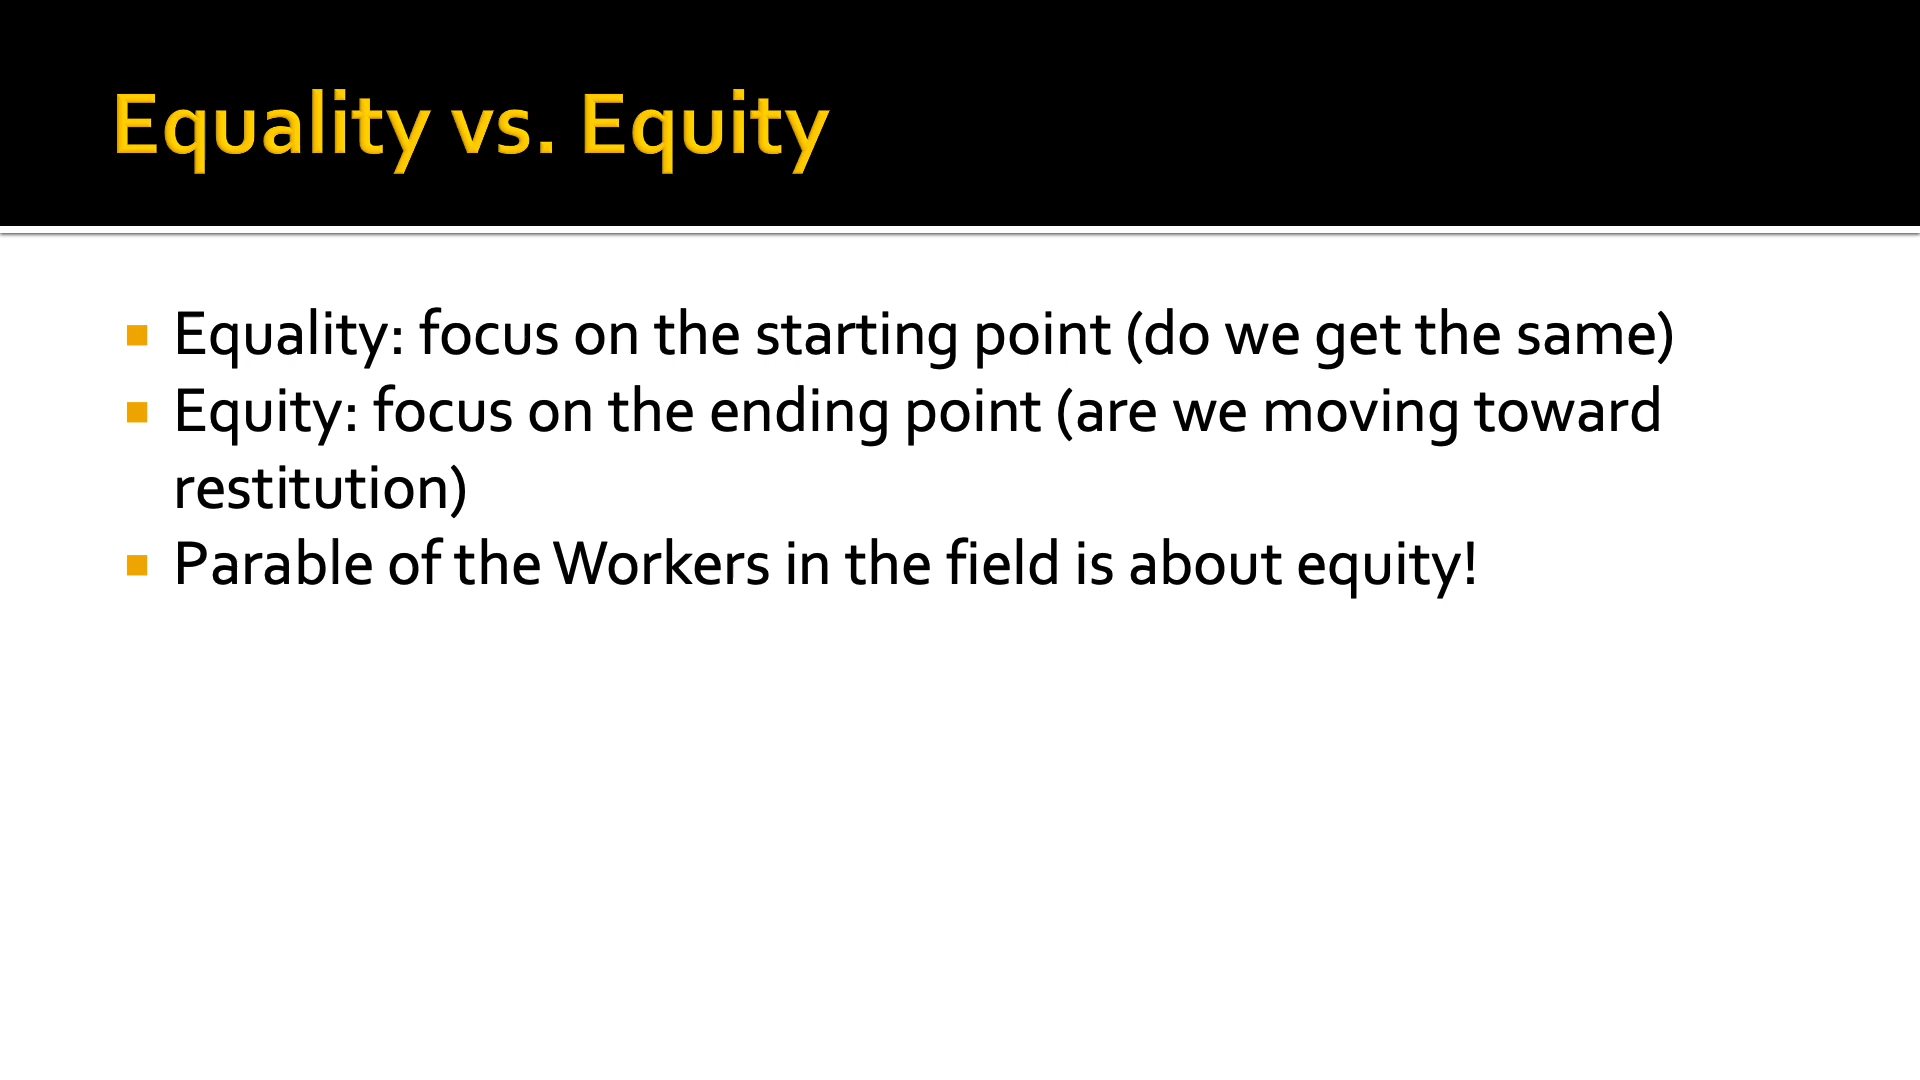 Equality vs. Equity
Equality: focus on the starting point (do we get the same)
Equity: focus on the ending point (are we moving toward
restitution)
Parable of the Workers in the field is about equity!